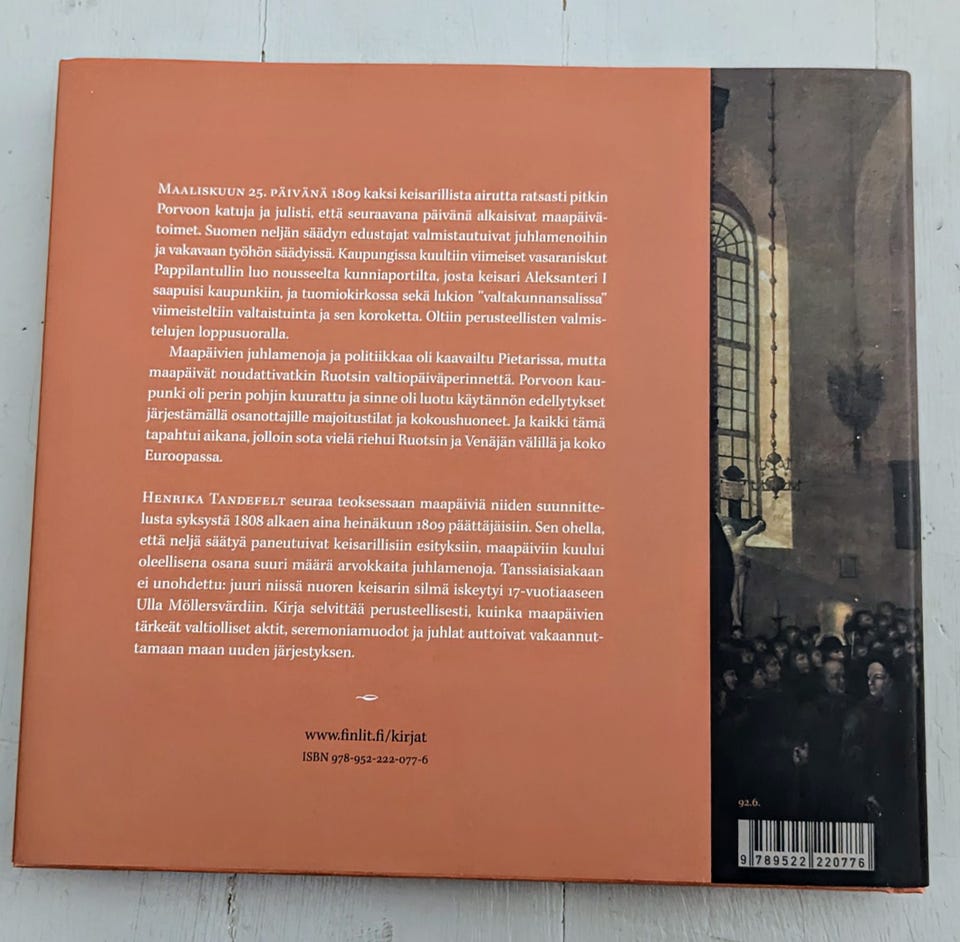 MAALISKUUN 25. PÄIVÄNÄ 1809 kaksi keisarillista airutta ratsasti pitkin
Porvoon katuja ja julisti, että seuraavana päivänä alkaisivat maapäivä-
toimet. Suomen neljän säädyn edustajat valmistautuivat juhlamenoihin
ja vakavaan työhön säädyissä. Kaupungissa kuultiin viimeiset vasaraniskut
Pappilantullin luo nousseelta kunniaportilta, josta keisari Aleksanteri I
saapuisi kaupunkiin, ja tuomiokirkossa sekä lukion "valtakunnansalissa"
viimeisteltiin valtaistuinta ja sen koroketta. Oltiin perusteellisten valmis-
telujen loppusuoralla.
Maapäivien juhlamenoja ja politiikkaa oli kaavailtu Pietarissa, mutta
maapäivät noudattivatkin Ruotsin valtiopäiväperinnettä. Porvoon kau-
punki oli perin pohjin kuurattu ja sinne oli luotu käytännön edellytykset
järjestämällä osanottajille majoitustilat ja kokoushuoneet. Ja kaikki tämä
tapahtui aikana, jolloin sota vielä riehui Ruotsin ja Venäjän välillä ja koko
Euroopassa.
HENRIKA TANDEFELT seuraa teoksessaan maapäiviä niiden suunnitte-
lusta syksystä 1808 alkaen aina heinäkuun 1809 päättäjäisiin. Sen ohella,
että neljä säätyä paneutuivat keisarillisiin esityksiin, maapäiviin kuului
oleellisena osana suuri määrä arvokkaita juhlamenoja. Tanssiaisiakaan
ei unohdettu: juuri niissä nuoren keisarin silmä iskeytyi 17-vuotiaaseen
Ulla Möllersvärdiin. Kirja selvittää perusteellisesti, kuinka maapäivien
tärkeät valtiolliset aktit, seremoniamuodot ja juhlat auttoivat vakaannut-
tamaan maan uuden järjestyksen.
www.finlit.fi/kirjat
ISBN 978-952-222-077-6
92.6.
9 789522 220776